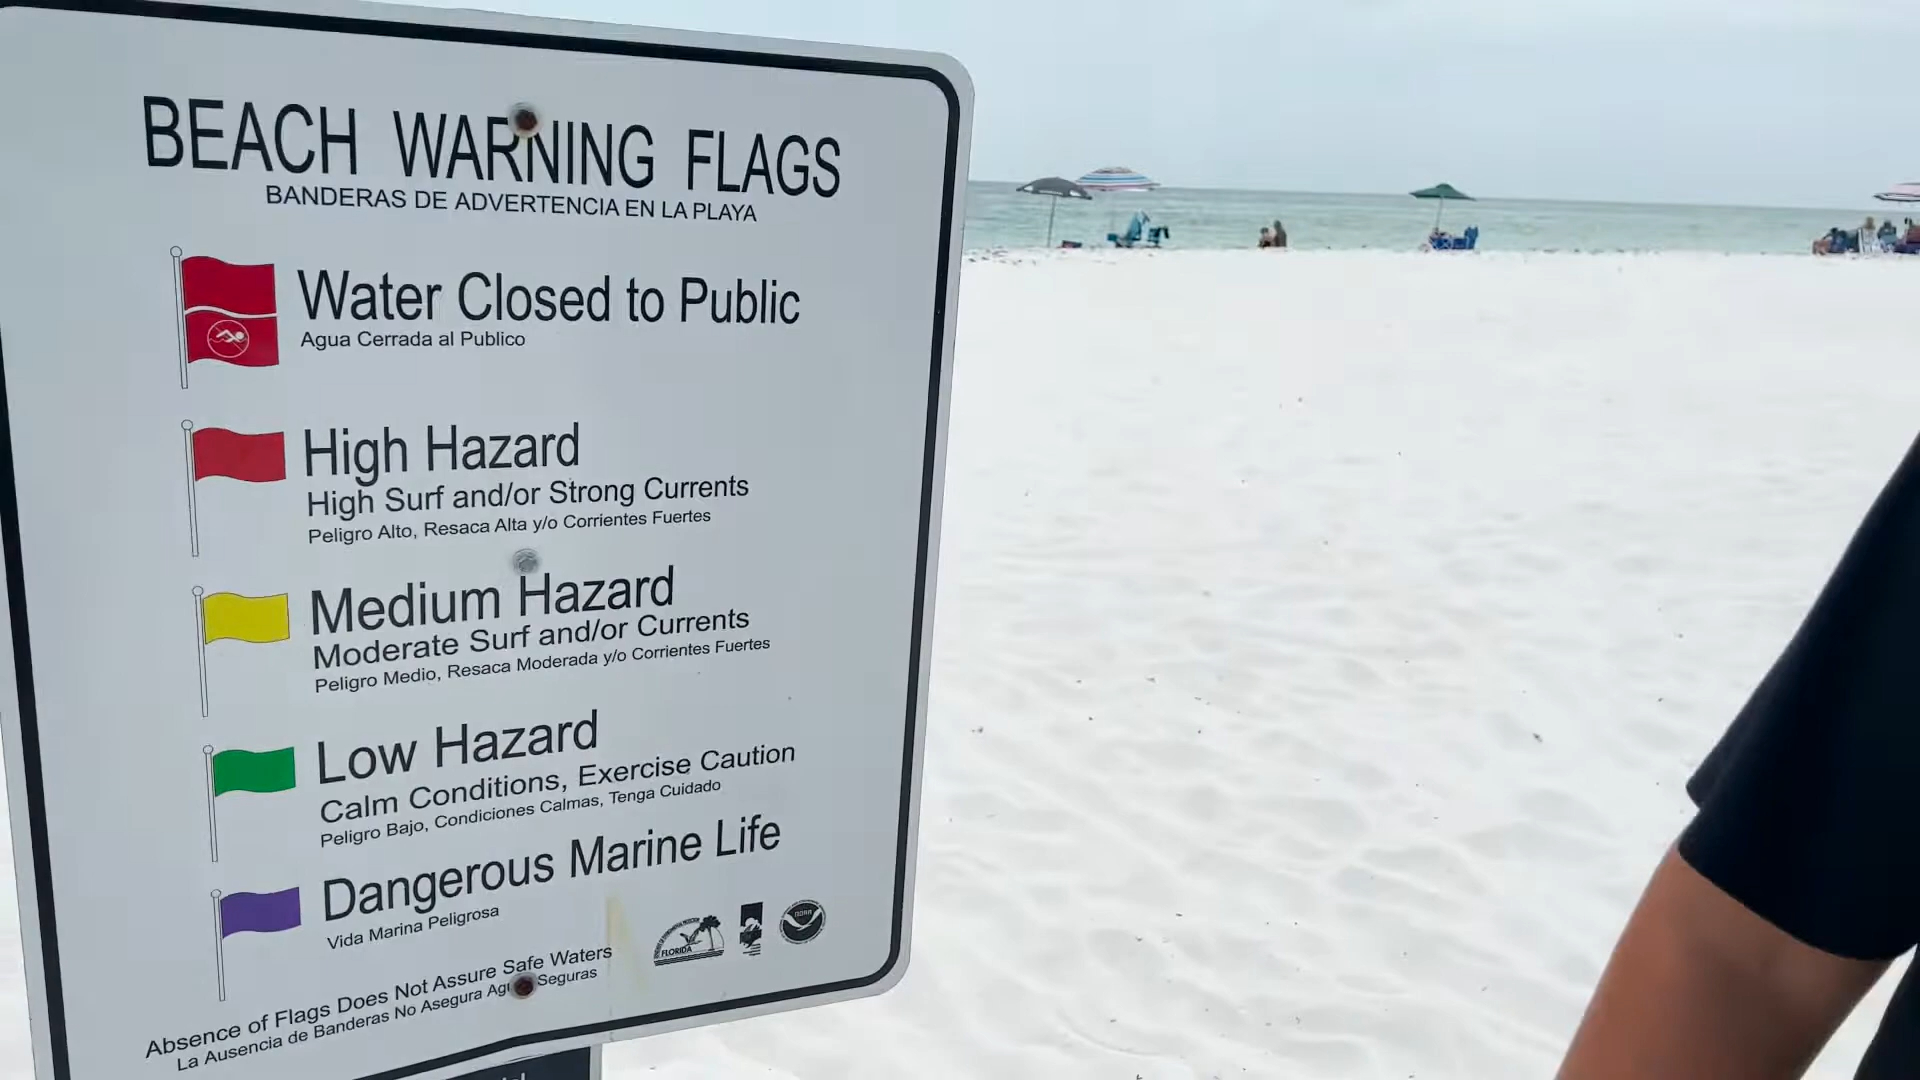 BEACH WARNING FLAGS
BANDERAS DE ADVERTENCIA EN LA PLAYA
Water Closed to Public
Agua Cerrada al Publico
High Hazard
High Surf and/or Strong Currents
Peligro Alto, Resaca Alta y/o Corrientes Fuertes
Medium Hazard
Moderate Surf and/or Currents
Peligro Medio, Resaca Moderada y/o Corrientes Fuertes
Low Hazard
Calm Conditions, Exercise Caution
Peligro Bajo, Condiciones Calmas, Tenga Cuidado
Dangerous Marine Life
Vida Marina Peligrosa
FLORIDA
NOAA
Absence of Flags Does Not Assure Safe Waters
La Ausencia de Banderas No Asegura Seguras